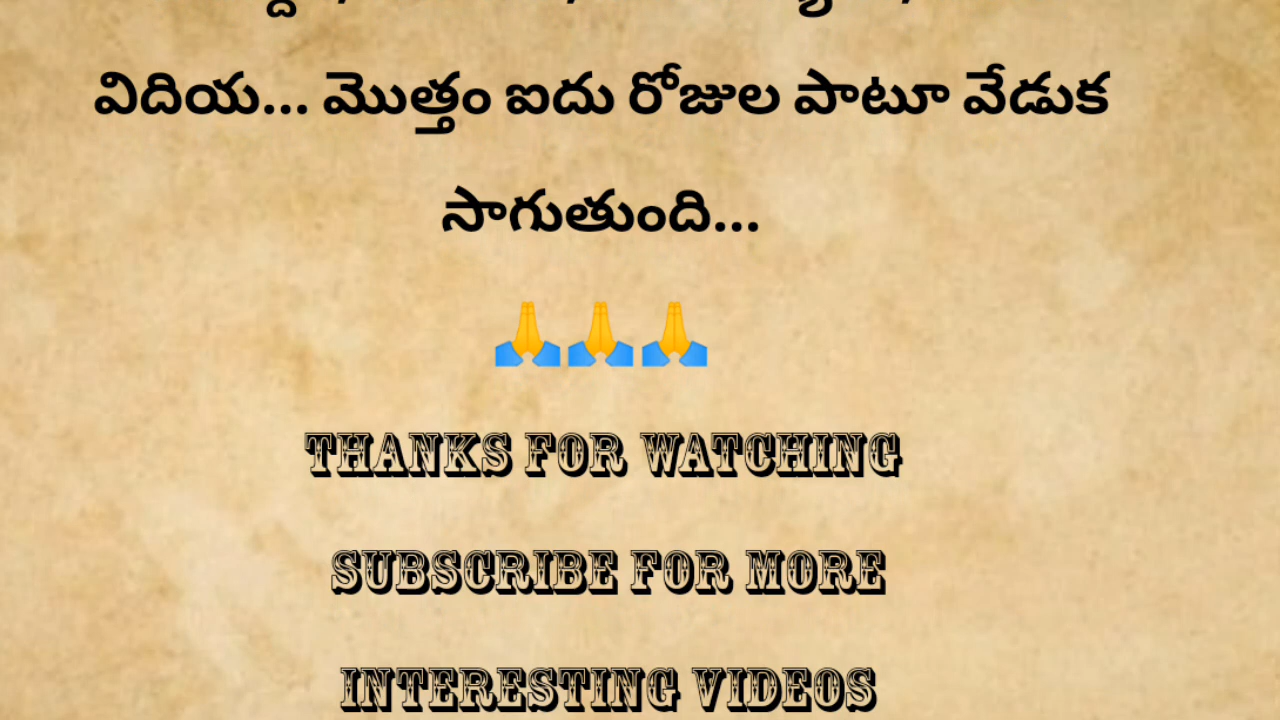 విదియ... మొత్తం ఐదు రోజుల పాటూ వేడుక
సాగుతుంది...
🙏🙏🙏
THANKS FOR WATCHING
SUBSCRIBE FOR MORE
INTERESTING VIDEOS